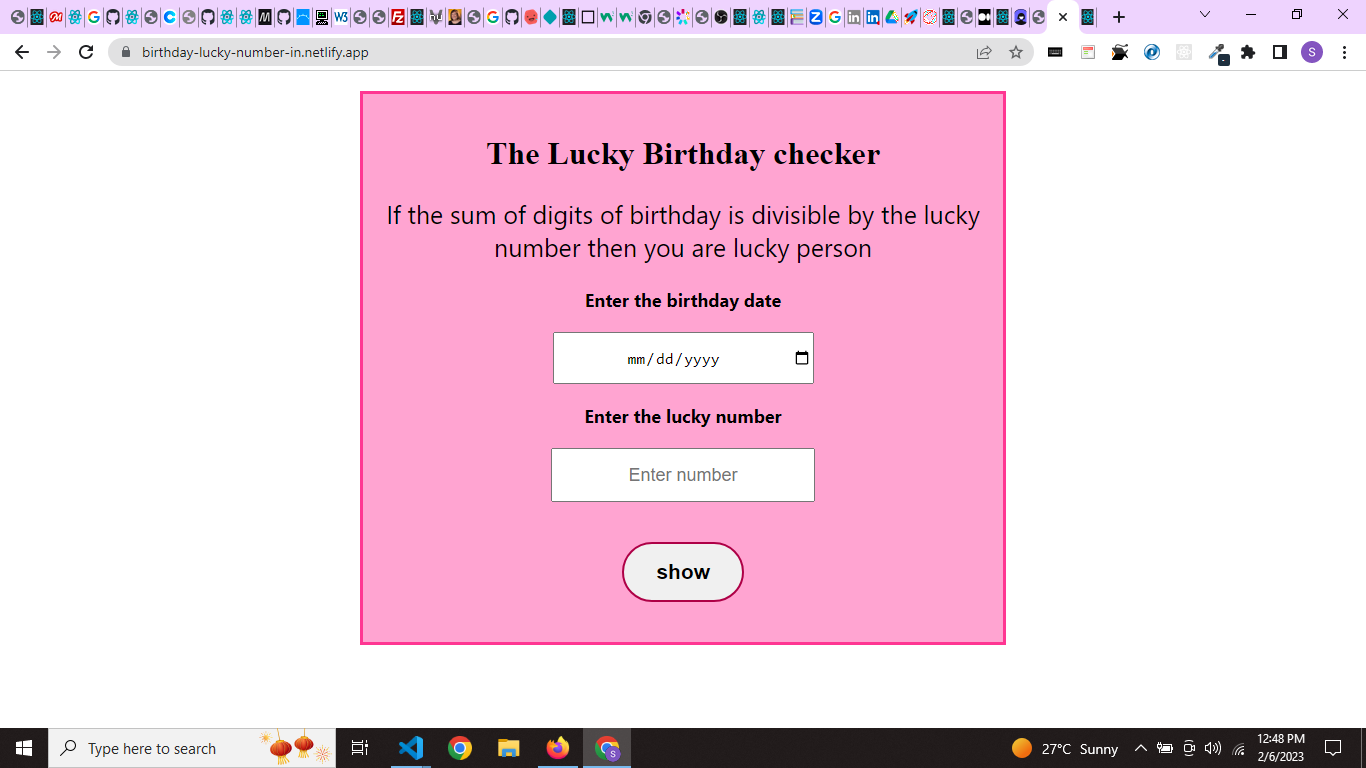 birthday-lucky-number-in.netlify.app
S
The Lucky Birthday checker
If the sum of digits of birthday is divisible by the lucky
number then you are lucky person
Enter the birthday date
mm/dd/yyyy
Enter the lucky number
Enter number
show
Type here to search
27°C Sunny
12:48 PM
2/6/2023